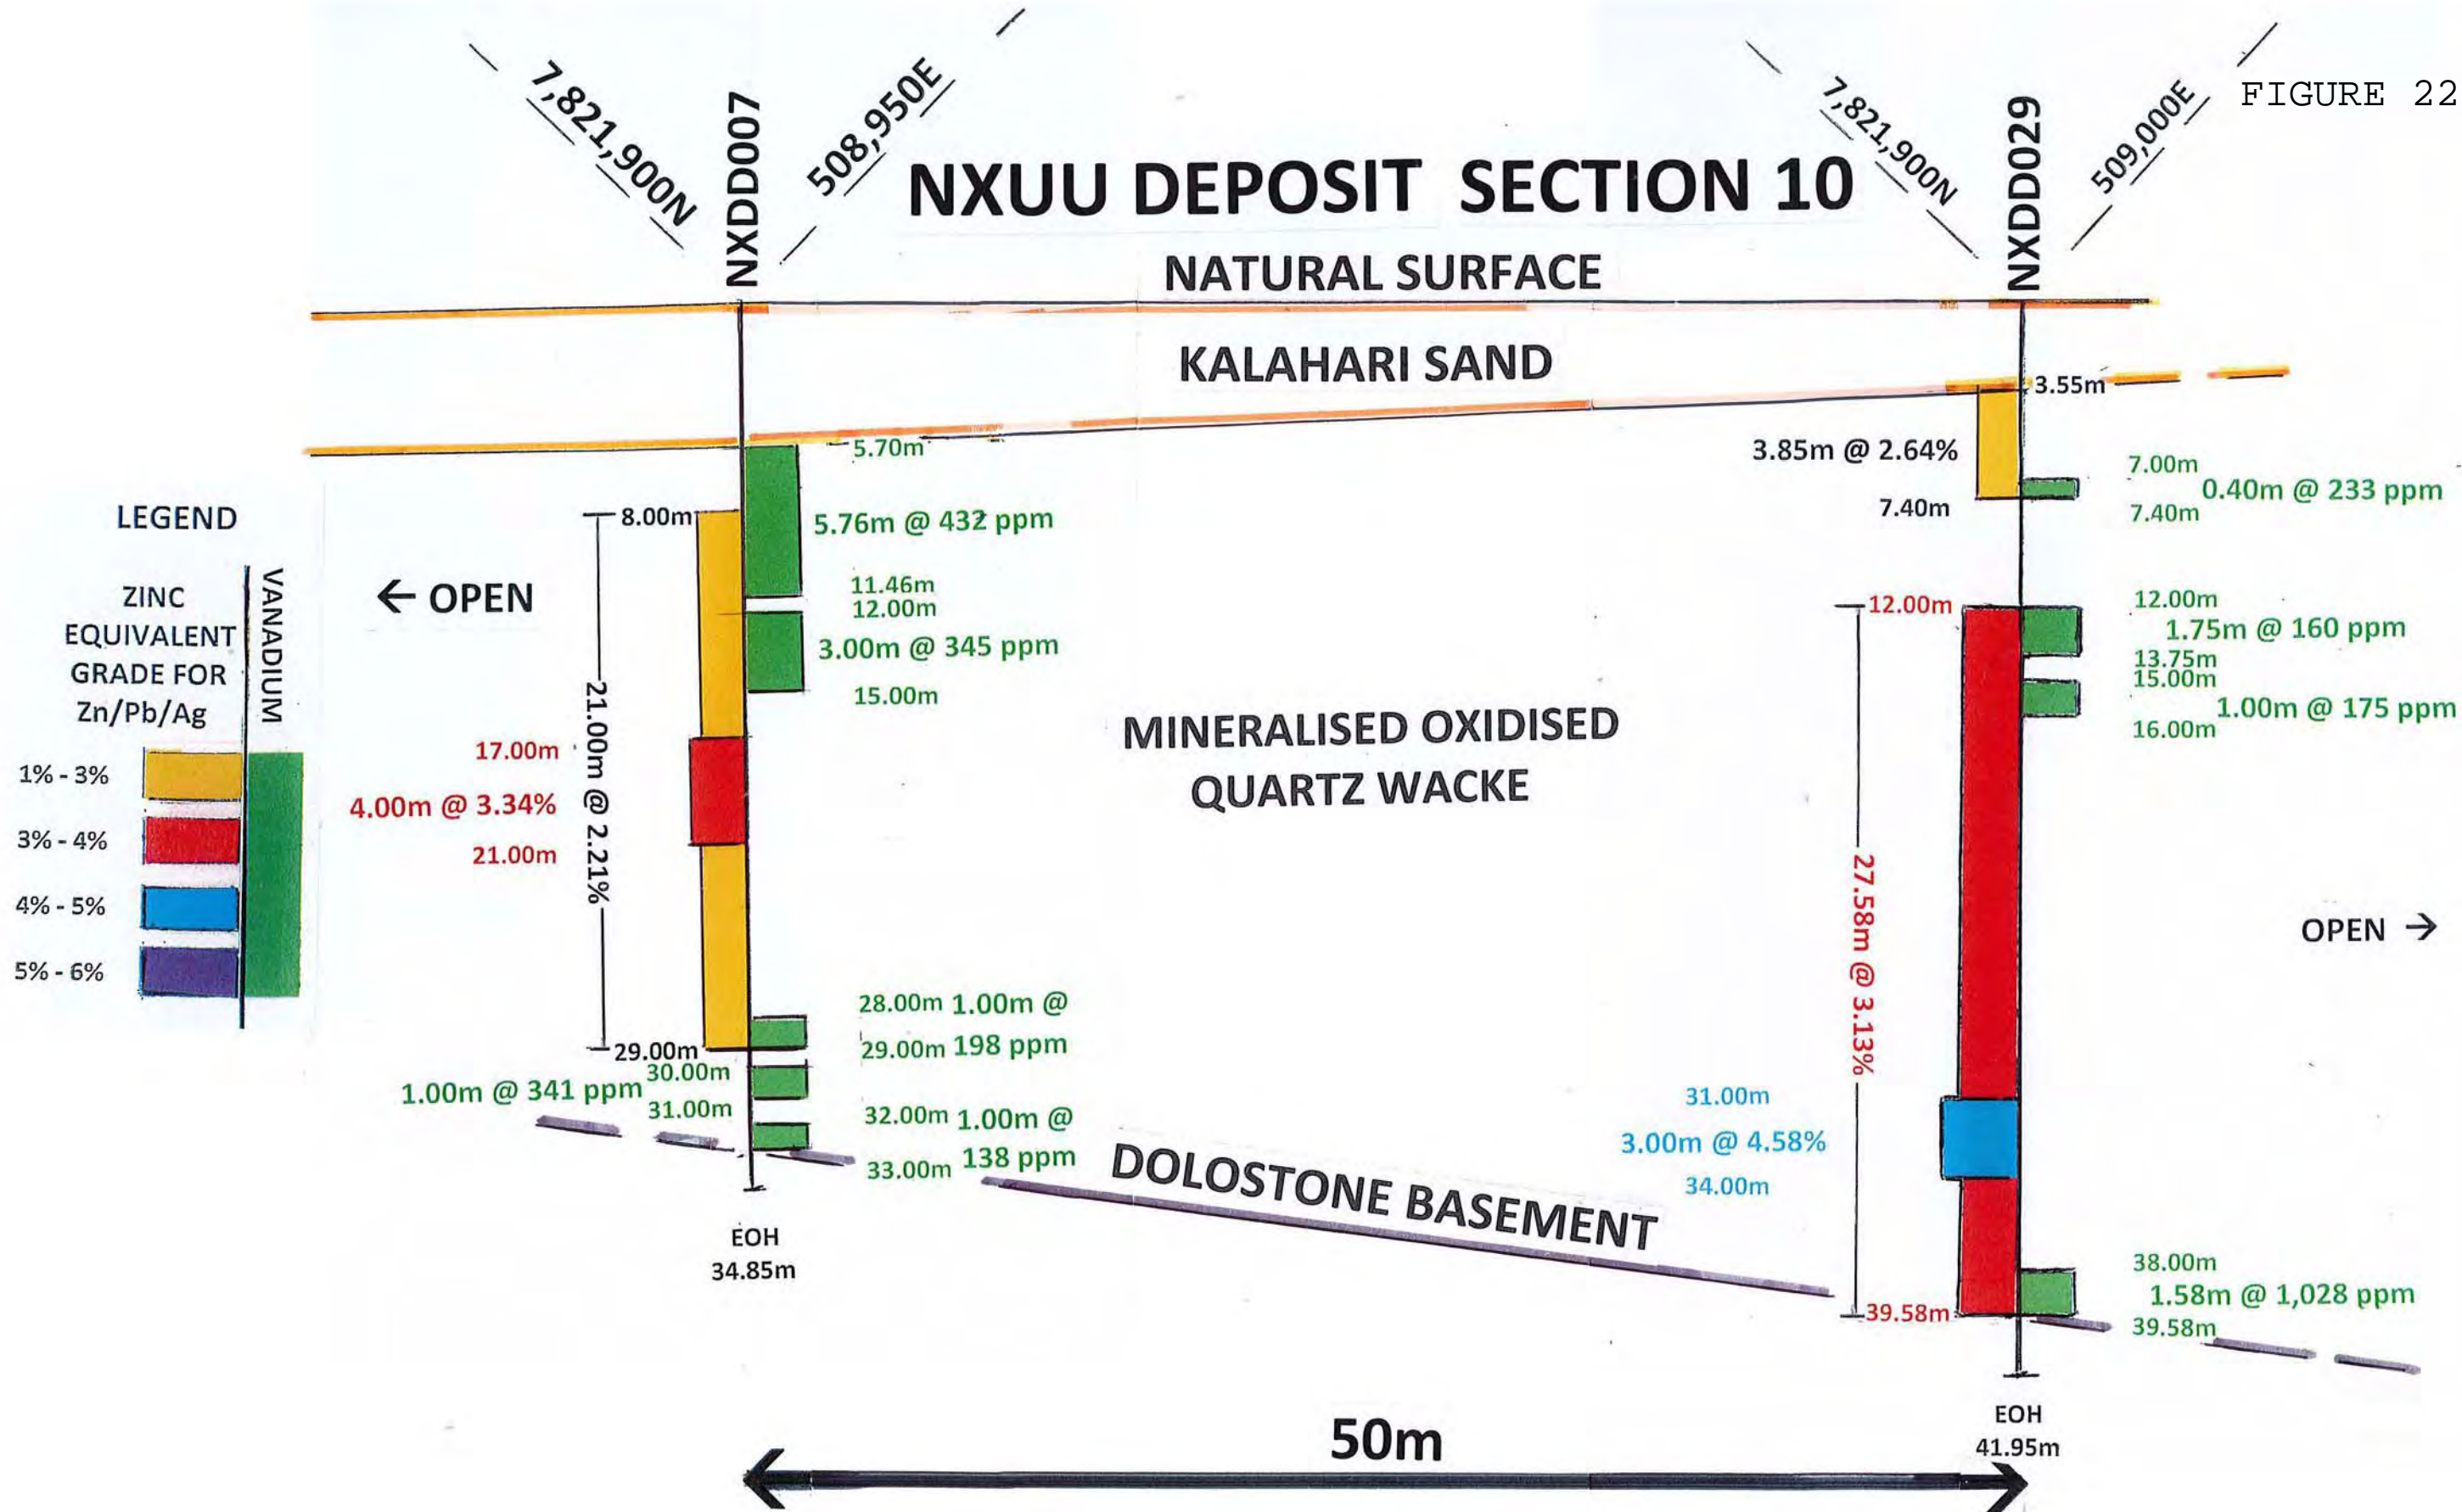 FIGURE 22
7,821,900N
NXDD007
508,950E
7,821,900N
NXDD029
509,000E
NXUU DEPOSIT SECTION 10
NATURAL SURFACE
KALAHARI SAND
3.55m
5.70m
3.85m @ 2.64%
7.40m
7.00m
0.40m @ 233 ppm
7.40m
LEGEND
ZINC
EQUIVALENT
GRADE FOR
Zn/Pb/Ag
VANADIUM
1% - 3%
3% - 4%
4% - 5%
5% - 6%
← OPEN
8.00m
5.76m @ 432 ppm
11.46m
12.00m
3.00m @ 345 ppm
15.00m
21.00m @ 2.21%
17.00m
4.00m @ 3.34%
21.00m
MINERALISED OXIDISED
QUARTZ WACKE
12.00m
12.00m
1.75m @ 160 ppm
13.75m
15.00m
1.00m @ 175 ppm
16.00m
27.58m @ 3.13%
OPEN →
28.00m 1.00m @
29.00m 198 ppm
29.00m
30.00m
1.00m @ 341 ppm
31.00m
32.00m 1.00m @
33.00m 138 ppm
31.00m
3.00m @ 4.58%
34.00m
DOLOSTONE BASEMENT
EOH
34.85m
39.58m
38.00m
1.58m @ 1,028 ppm
39.58m
EOH
41.95m
50m